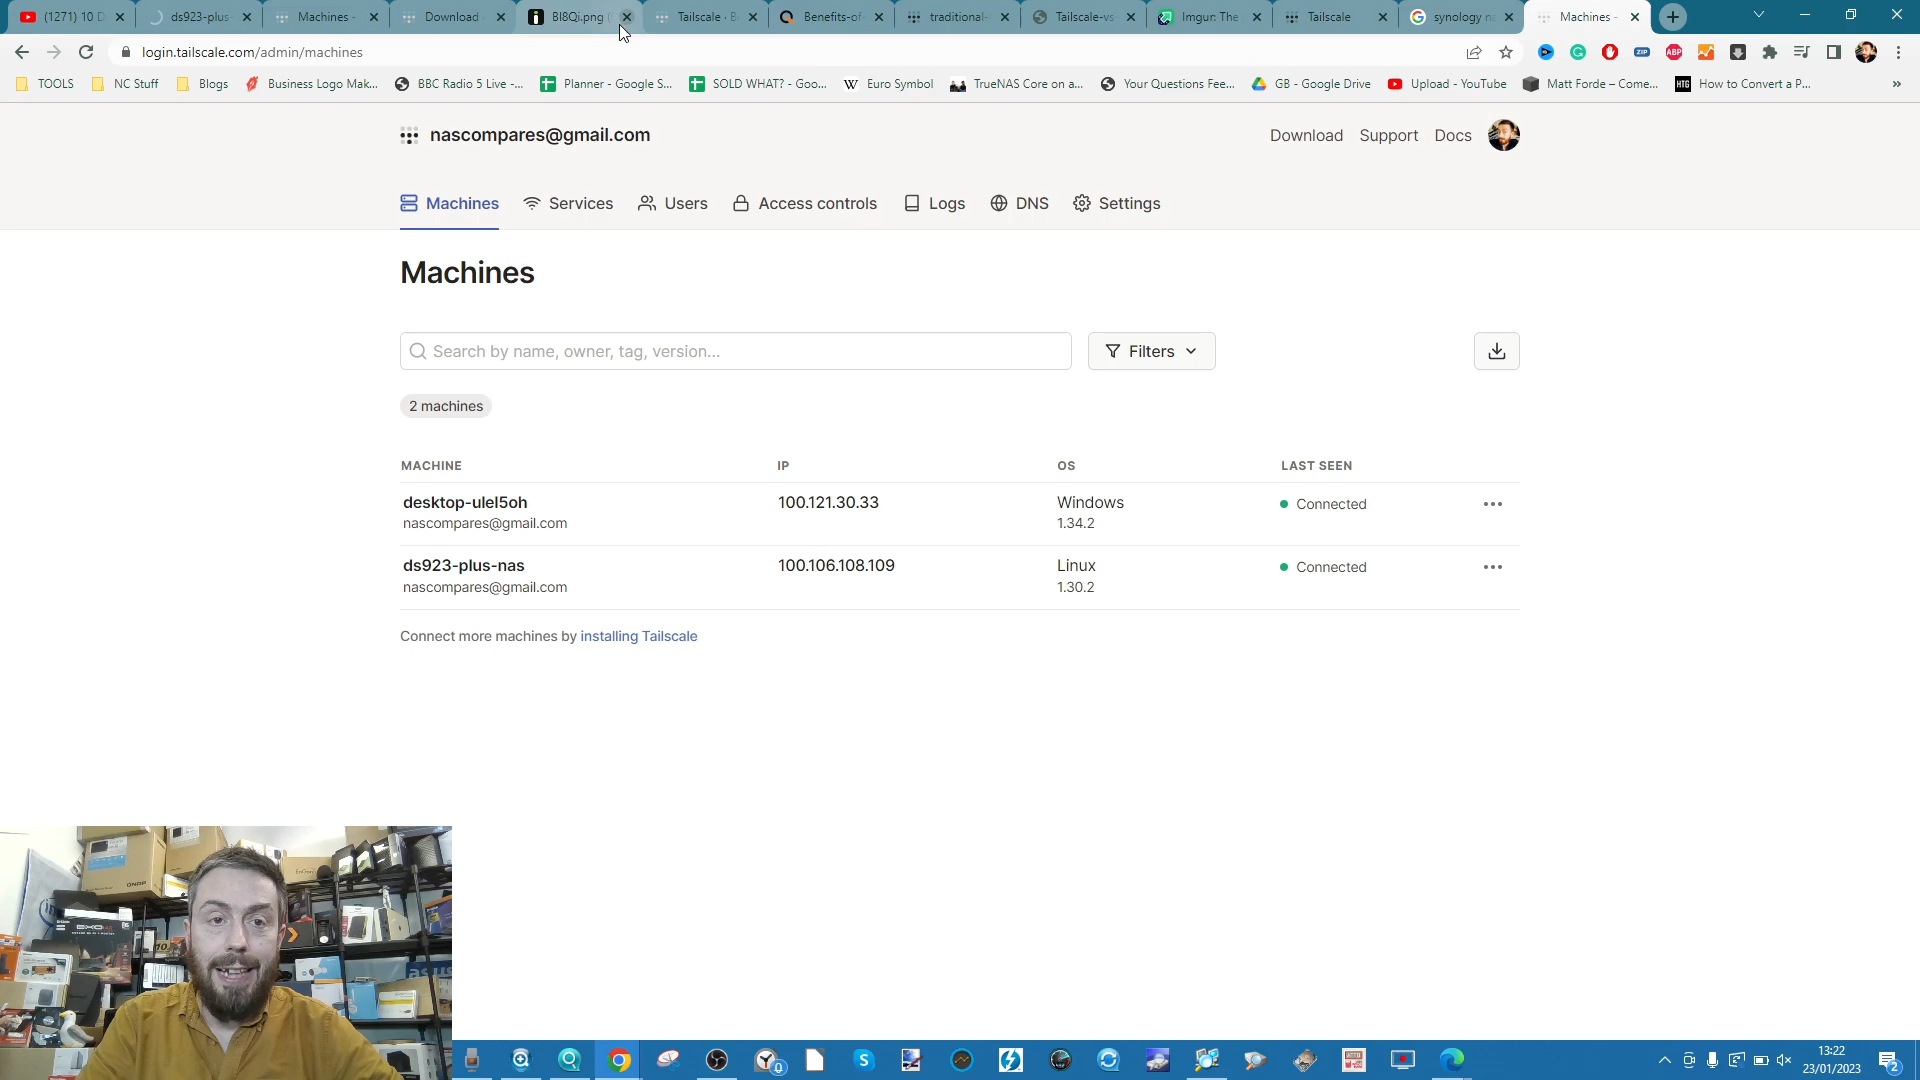 (1271) 10 D
ds923-plus-
Machines -
Download
BI8Qi.png (
Tailscale · B
Benefits-of-
traditional-
Tailscale-vs
Imgur: The
Tailscale
synology na
Machines -
login.tailscale.com/admin/machines
TOOLS
NC Stuff
Blogs
Business Logo Mak...
BBC Radio 5 Live -...
Planner - Google S...
SOLD WHAT? - Goo...
Euro Symbol
TrueNAS Core on a...
Your Questions Fee...
GB - Google Drive
Upload - YouTube
Matt Forde – Come...
HTG
How to Convert a P...
»
nascompares@gmail.com
Download
Support
Docs
Machines
Services
Users
Access controls
Logs
DNS
Settings
Machines
Search by name, owner, tag, version...
Filters
2 machines
MACHINE
IP
OS
LAST SEEN
desktop-ulel5oh
100.121.30.33
Windows
Connected
nascompares@gmail.com
1.34.2
ds923-plus-nas
100.106.108.109
Linux
Connected
nascompares@gmail.com
1.30.2
Connect more machines by installing Tailscale
13:22
23/01/2023
2